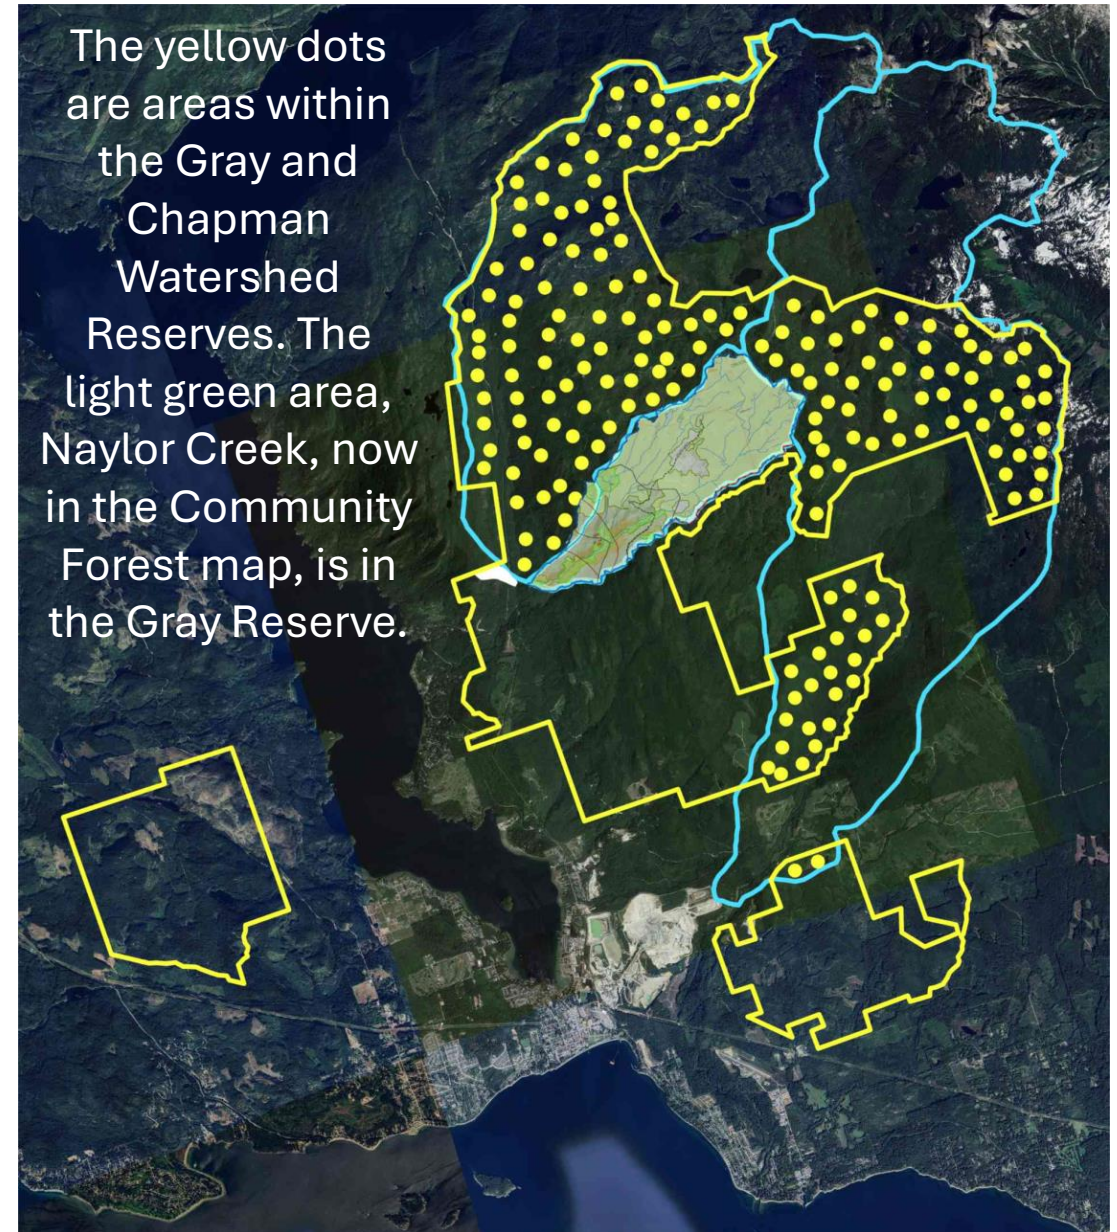 The yellow dots
are areas within
the Gray and
Chapman
Watershed
Reserves. The
light green area,
Naylor Creek, now
in the Community
Forest map, is in
the Gray Reserve.